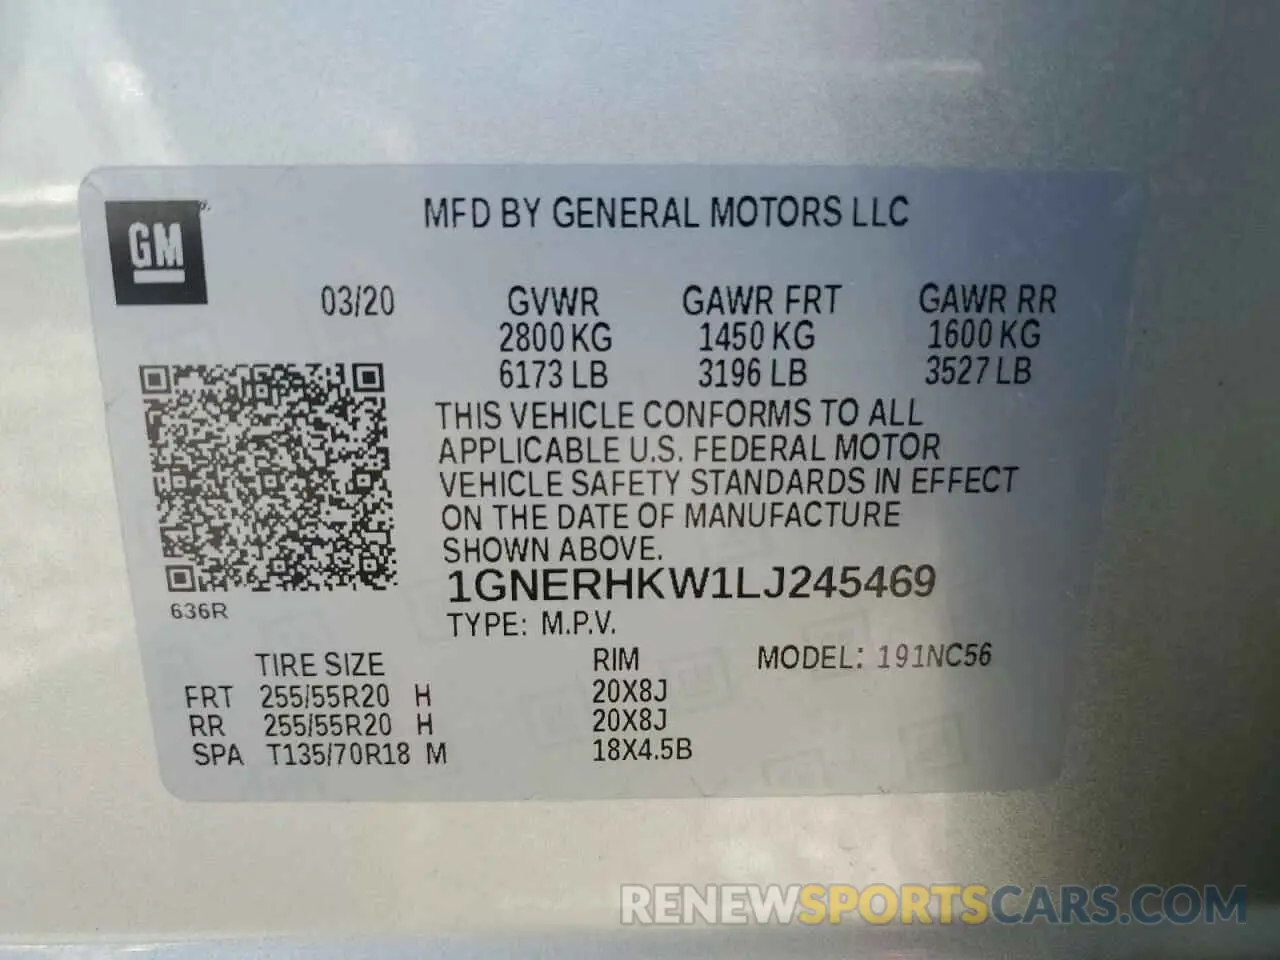 GM
MFD BY GENERAL MOTORS LLC
03/20 GVWR GAWR FRT GAWR RR
2800 KG 1450 KG 1600 KG
6173 LB 3196 LB 3527 LB
THIS VEHICLE CONFORMS TO ALL
APPLICABLE U.S. FEDERAL MOTOR
VEHICLE SAFETY STANDARDS IN EFFECT
ON THE DATE OF MANUFACTURE
SHOWN ABOVE.
1GNERHKW1LJ245469
636R
TYPE: M.P.V.
TIRE SIZE RIM MODEL: 191NC56
FRT 255/55R20 H 20X8J
RR 255/55R20 H 20X8J
SPA T135/70R18 M 18X4.5B
RENEWSPORTSCARS.COM